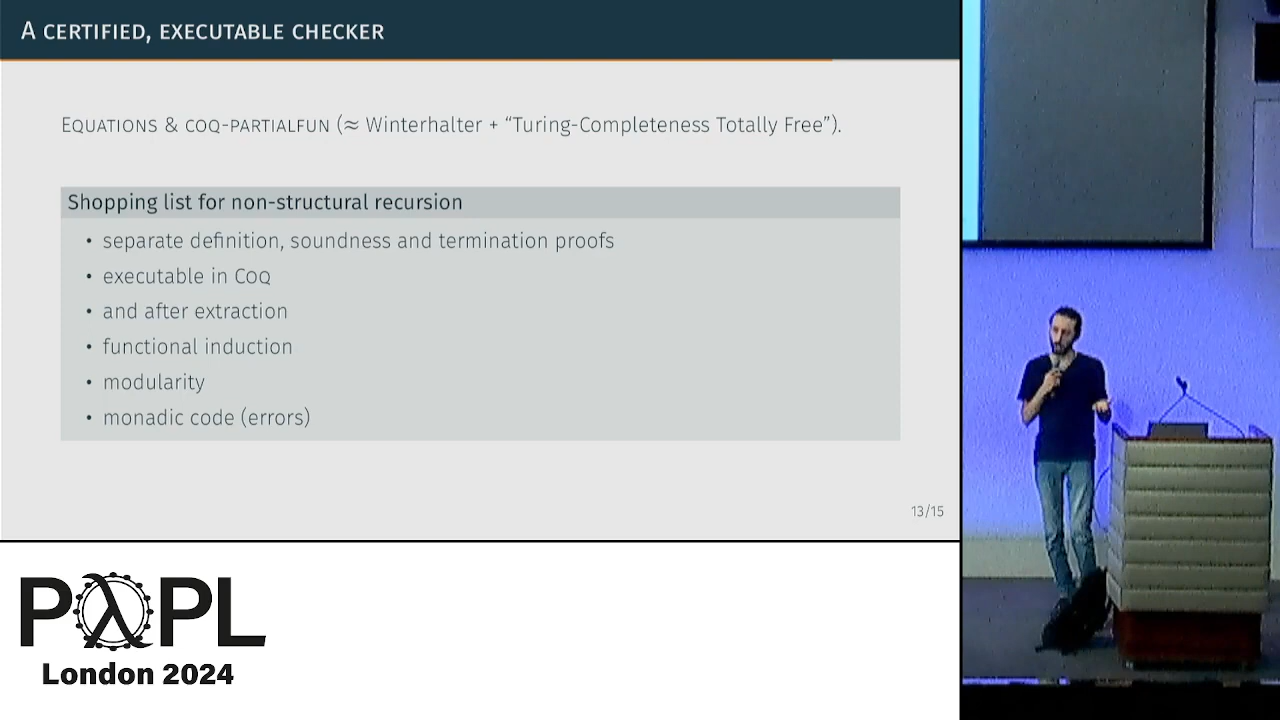 A CERTIFIED, EXECUTABLE CHECKER
EQUATIONS & COQ-PARTIALFUN (≈ Winterhalter + “Turing-Completeness Totally Free”).
Shopping list for non-structural recursion
• separate definition, soundness and termination proofs
• executable in COQ
• and after extraction
• functional induction
• modularity
• monadic code (errors)
13/15
PλPL
London 2024